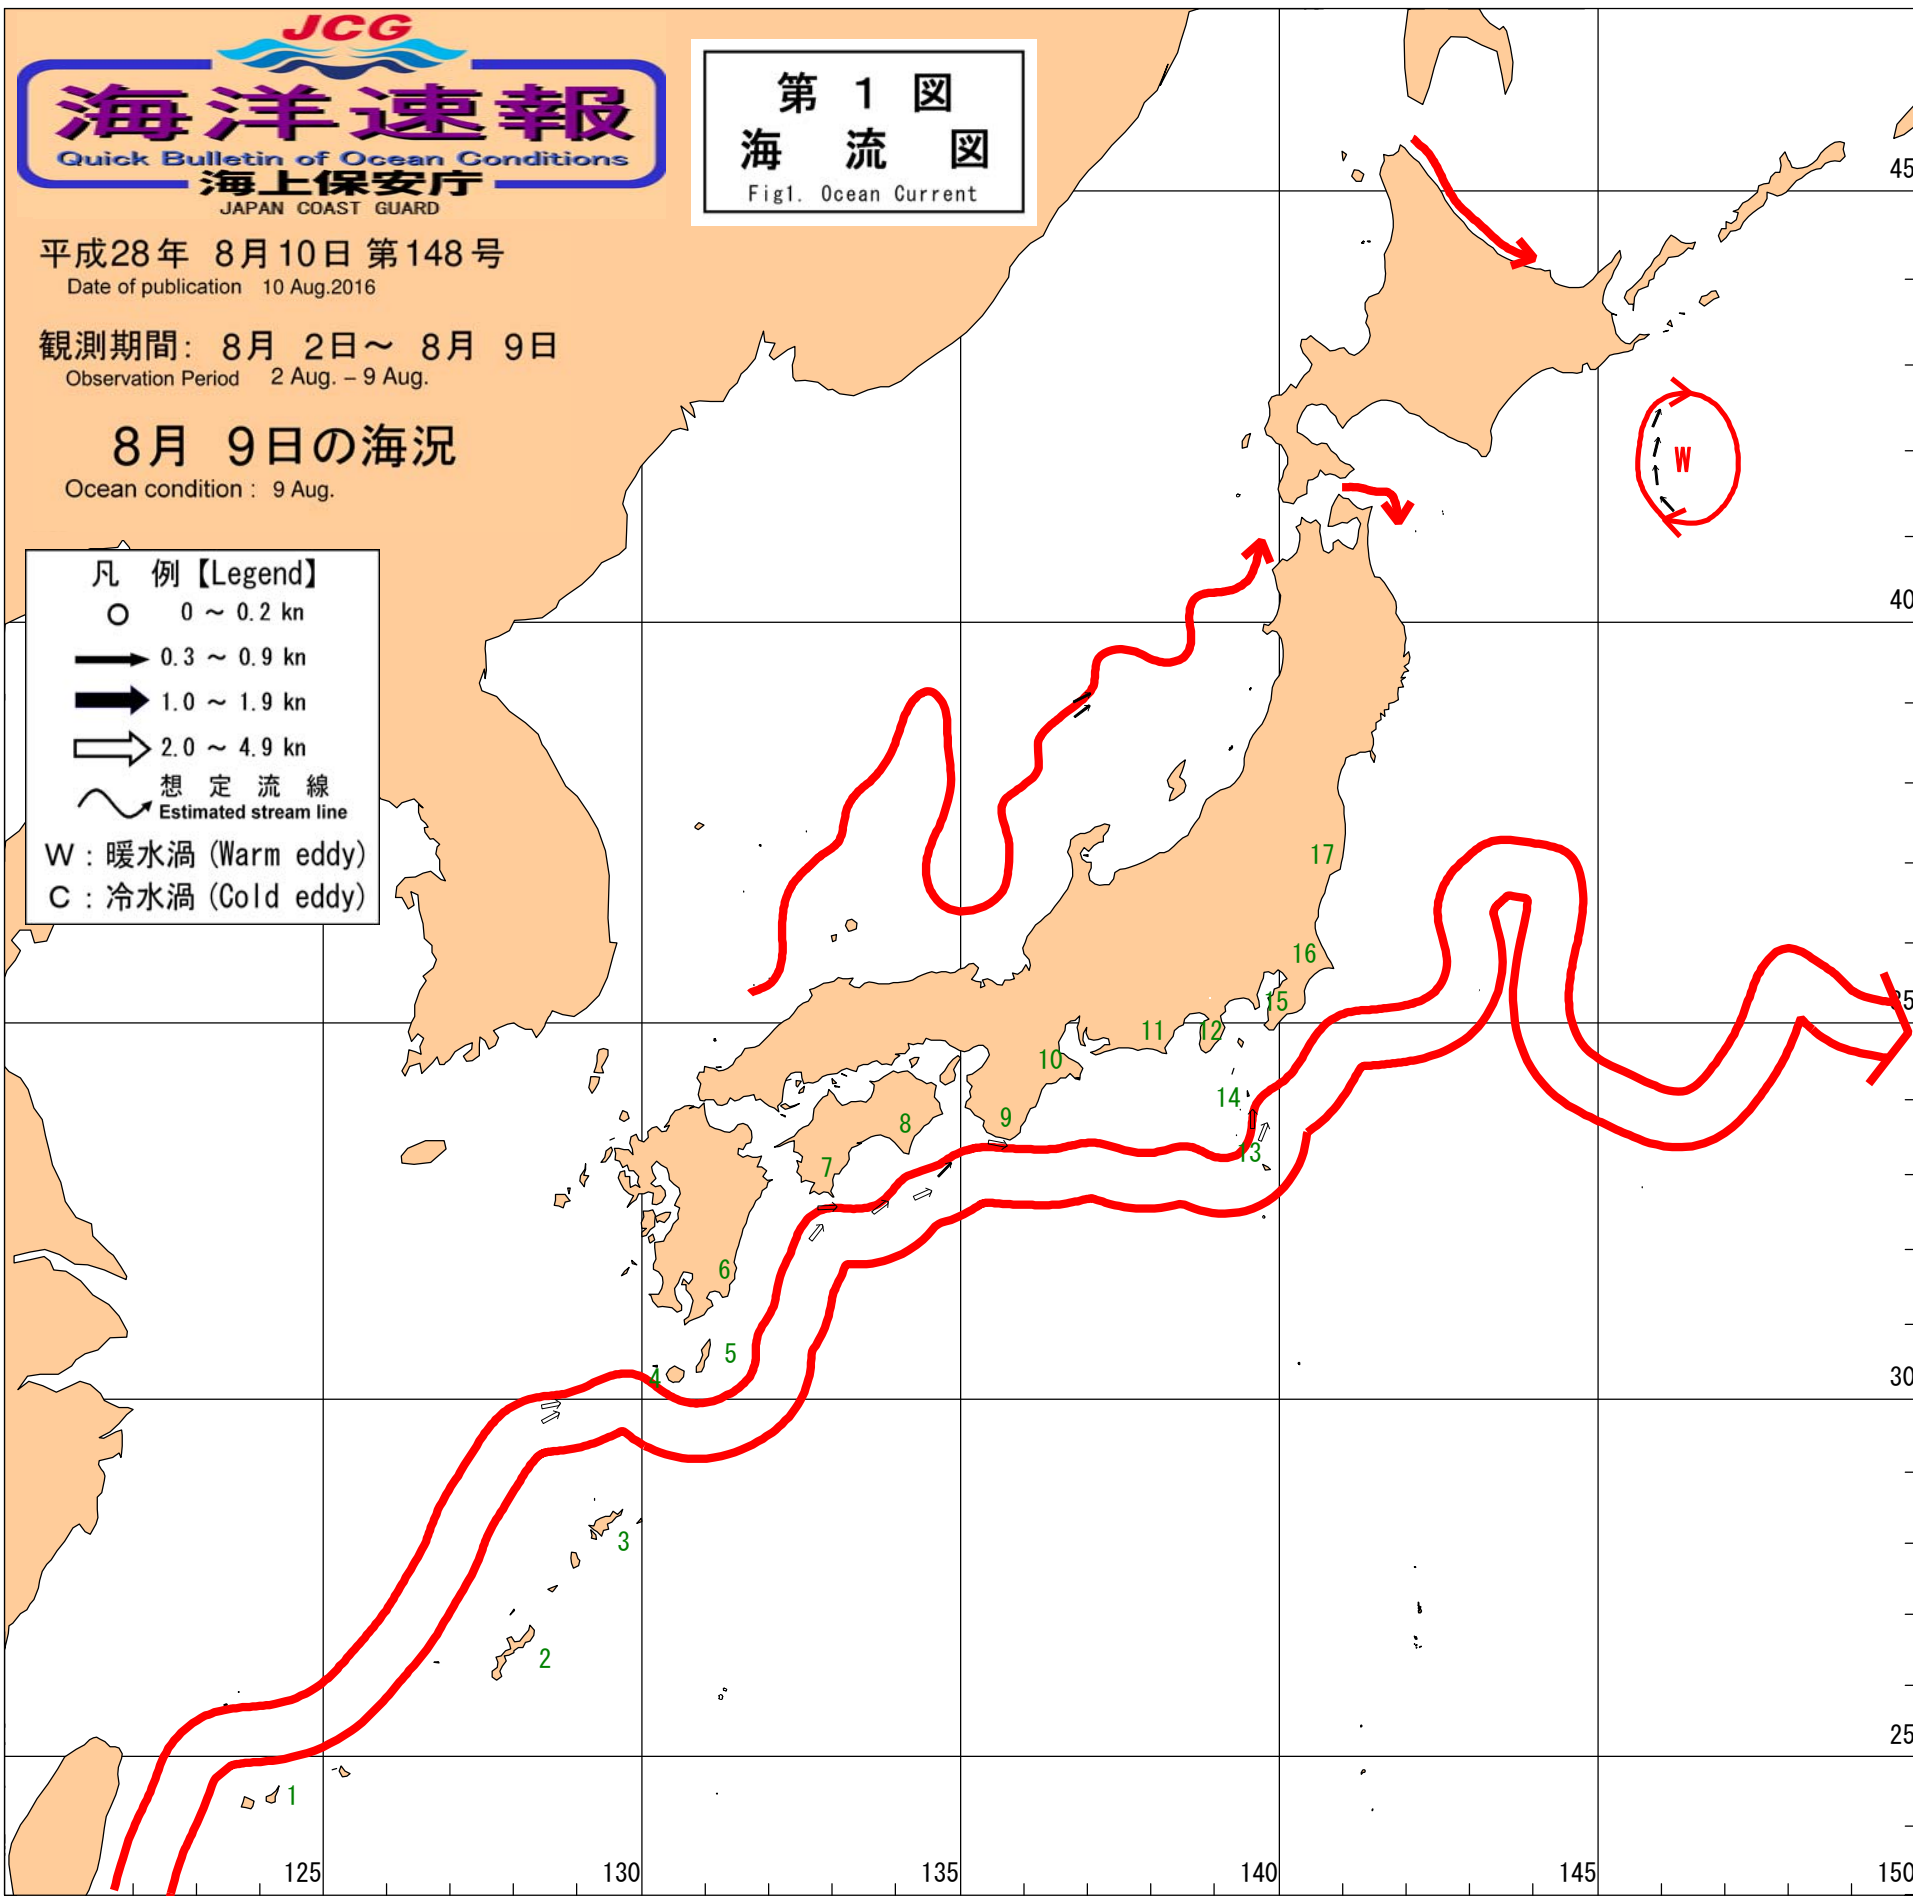 JCG
海洋速報
Quick Bulletin of Ocean Conditions
海上保安庁
JAPAN COAST GUARD
平成28年 8月10日 第148号
Date of publication 10 Aug.2016
観測期間: 8月 2日～ 8月 9日
Observation Period 2 Aug. – 9 Aug.
8月 9日の海況
Ocean condition : 9 Aug.
第 1 図
海 流 図
Fig1. Ocean Current
凡 例【Legend】
0 ～ 0.2 kn
0.3 ～ 0.9 kn
1.0 ～ 1.9 kn
2.0 ～ 4.9 kn
想 定 流 線
Estimated stream line
W : 暖水渦 (Warm eddy)
C : 冷水渦 (Cold eddy)
45
W
40
17
16
35
15
12
11
10
14
9
8
13
7
6
5
4
30
3
2
25
1
125
130
135
140
145
150